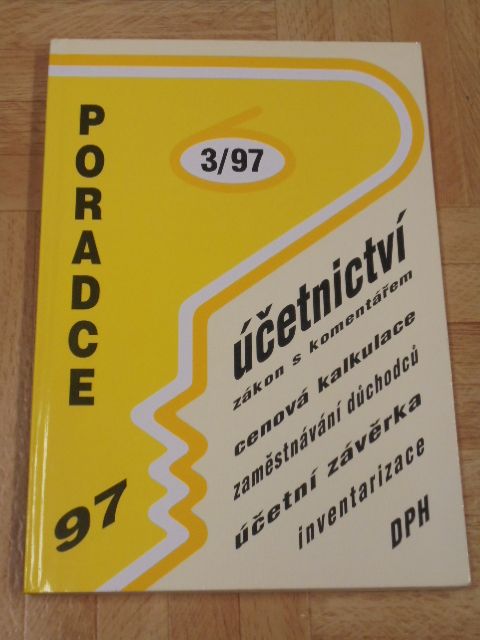 PORADCE
97
3/97
účetnictví
zákon s komentářem
cenová kalkulace
zaměstnávání důchodců
účetní závěrka
inventarizace
DPH